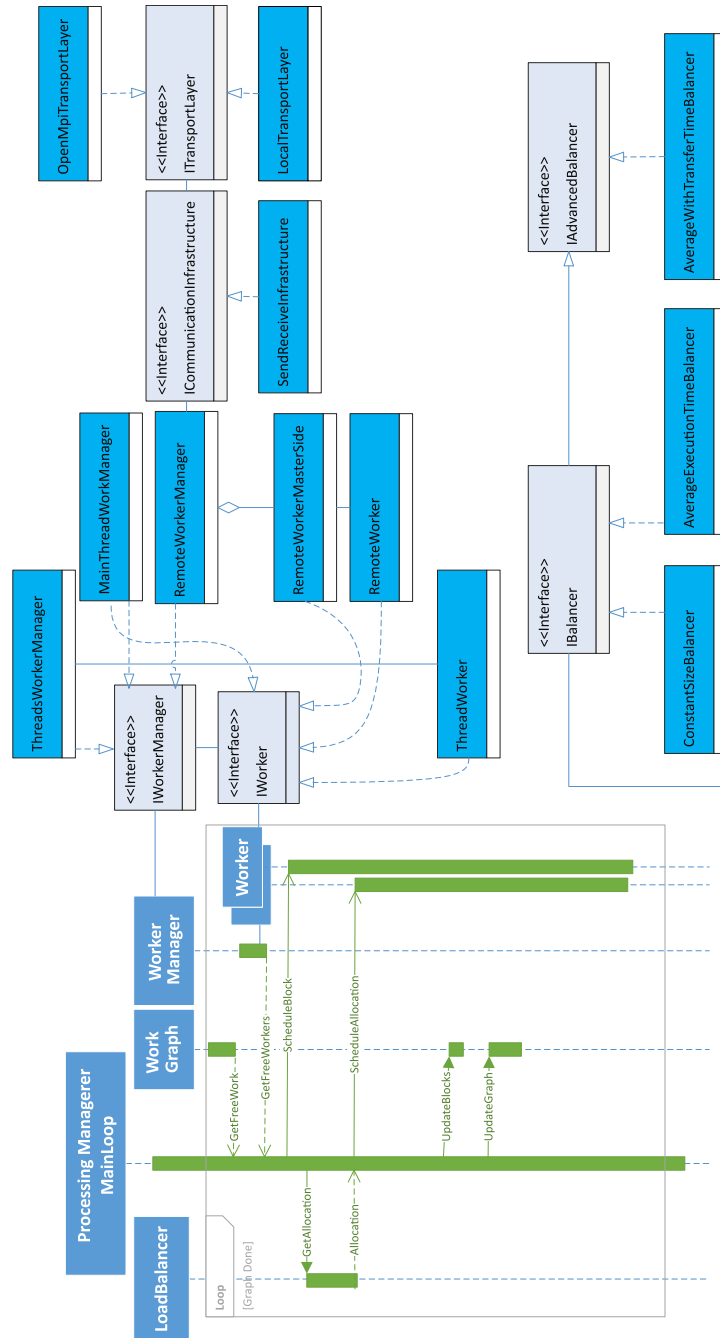 LoadBalancer
Processing Managerer
MainLoop
Work
Graph
Worker
Manager
Worker
Loop
[Graph Done]
GetFreeWork
GetFreeWorkers
ScheduleBlock
GetAllocation
Allocation
ScheduleAllocation
UpdateBlocks
UpdateGraph
ThreadsWorkerManager
<<Interface>>
IWorkerManager
<<Interface>>
IWorker
ThreadWorker
MainThreadWorkManager
RemoteWorkerManager
RemoteWorkerMasterSide
RemoteWorker
<<Interface>>
ICommunicationInfrastructure
SendReceiveInfrastructure
OpenMpiTransportLayer
<<Interface>>
ITransportLayer
LocalTransportLayer
<<Interface>>
IBalancer
<<Interface>>
IAdvancedBalancer
ConstantSizeBalancer
AverageExecutionTimeBalancer
AverageWithTransferTimeBalancer